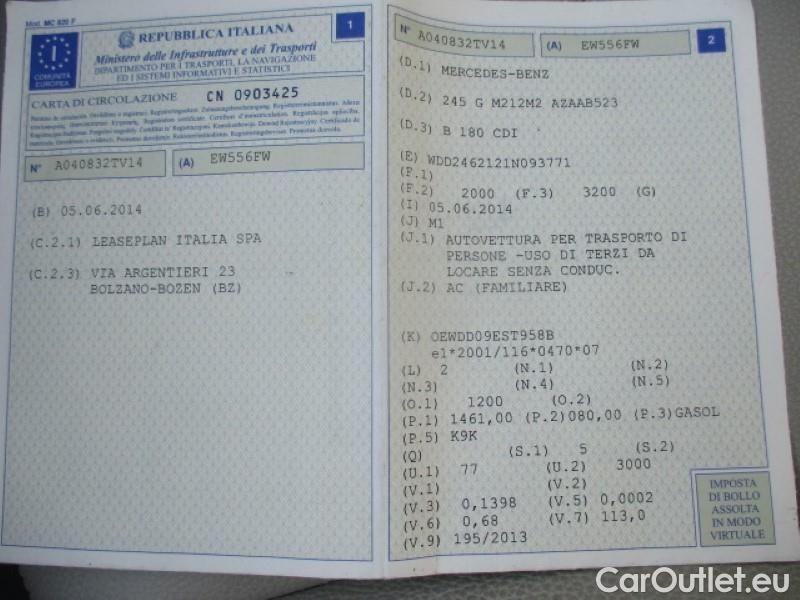 Mod. MC 820 F
I
COMUNITÀ
EUROPEA
REPUBBLICA ITALIANA
1
Ministero delle Infrastrutture e dei Trasporti
DIPARTIMENTO PER I TRASPORTI, LA NAVIGAZIONE
ED I SISTEMI INFORMATIVI E STATISTICI
CARTA DI CIRCOLAZIONE CN 0903425
N° A040832TV14 (A) EW556FW
(B) 05.06.2014
(C.2.1) LEASEPLAN ITALIA SPA
(C.2.3) VIA ARGENTIERI 23
BOLZANO-BOZEN (BZ)
N° A040832TV14 (A) EW556FW 2
(D.1) MERCEDES-BENZ
(D.2) 245 G M212M2 AZAAB523
(D.3) B 180 CDI
(E) WDD2462121N093771
(F.1)
(F.2) 2000 (F.3) 3200 (G)
(I) 05.06.2014
(J) M1
(J.1) AUTOVETTURA PER TRASPORTO DI
PERSONE -USO DI TERZI DA
LOCARE SENZA CONDUC.
(J.2) AC (FAMILIARE)
(K) OEWDD09EST958B
e1*2001/116*0470*07
(L) 2 (N.1) (N.2)
(N.3) (N.4) (N.5)
(O.1) 1200 (O.2)
(P.1) 1461,00 (P.2)080,00 (P.3)GASOL
(P.5) K9K
(Q) (S.1) 5 (S.2)
(U.1) 77 (U.2) 3000
(V.1) (V.2)
(V.3) 0,1398 (V.5) 0,0002
(V.6) 0,68 (V.7) 113,0
(V.9) 195/2013
IMPOSTA
DI BOLLO
ASSOLTA
IN MODO
VIRTUALE
CarOutlet.eu